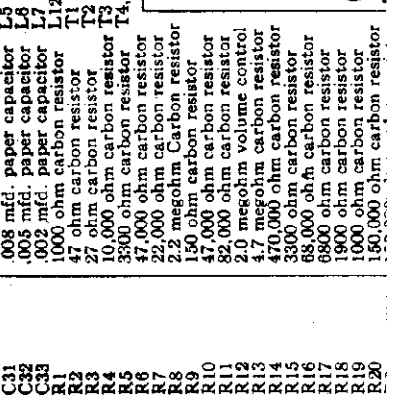 C31 .008 mfd. paper capacitor L5
C32 .005 mfd. paper capacitor L6
C33 .002 mfd. paper capacitor L7
R1 1000 ohm carbon resistor L12
R2 47 ohm carbon resistor T1
R3 27 ohm carbon resistor T2
R4 10,000 ohm carbon resistor T3
R5 3300 ohm carbon resistor T4,
R6 47,000 ohm carbon resistor
R7 22,000 ohm carbon resistor
R8 2.2 megohm Carbon resistor
R9 150 ohm carbon resistor
R10 47,000 ohm carbon resistor
R11 82,000 ohm carbon resistor
R12 2.0 megohm volume control
R13 4.7 megohm carbon resistor
R14 470,000 ohm carbon resistor
R15 3300 ohm carbon resistor
R16 68,000 ohm carbon resistor
R17 6800 ohm carbon resistor
R18 1900 ohm carbon resistor
R19 1000 ohm carbon resistor
R20 150,000 ohm carbon resistor